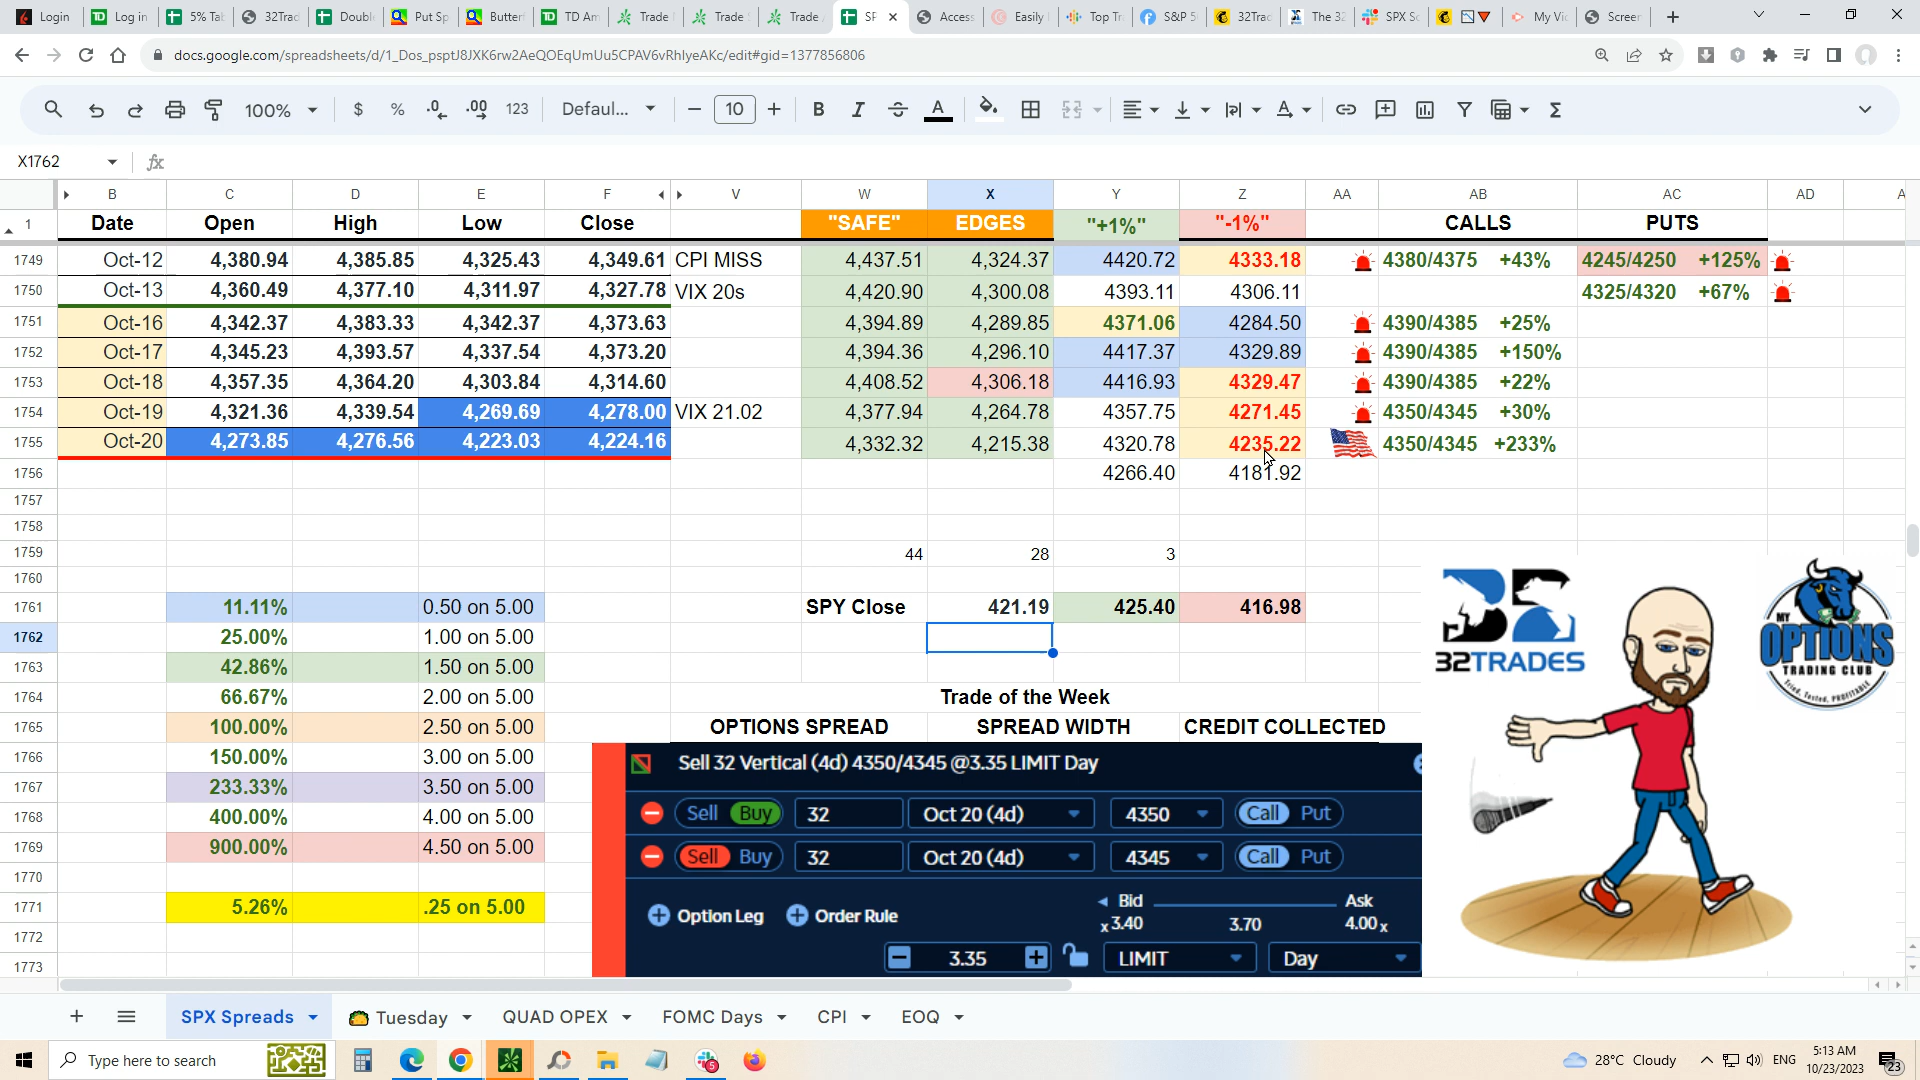 Login
Log in
5% Ta
32Trad
Double
Put Sp
Butter
TD Am
Trade
Trade
Trade
SP
Access
Easily
Top Tr
S&P 5
32Trac
The 32
SPX Sc
My Vi
Screer
docs.google.com/spreadsheets/d/1_Dos_psptJ8JXK6rw2AeQOEqUmUu5CPAV6vRhlyeAKc/edit#gid=1377856806
100% $ % .0 .00 123 Defaul... 10 B I A
X1762 fx
B C D E F V W X Y Z AA AB AC AD
1 Date Open High Low Close "SAFE" EDGES "+1%" "-1%" CALLS PUTS
1749 Oct-12 4,380.94 4,385.85 4,325.43 4,349.61 CPI MISS 4,437.51 4,324.37 4420.72 4333.18 4380/4375 +43% 4245/4250 +125%
1750 Oct-13 4,360.49 4,377.10 4,311.97 4,327.78 VIX 20s 4,420.90 4,300.08 4393.11 4306.11 4325/4320 +67%
1751 Oct-16 4,342.37 4,383.33 4,342.37 4,373.63 4,394.89 4,289.85 4371.06 4284.50 4390/4385 +25%
1752 Oct-17 4,345.23 4,393.57 4,337.54 4,373.20 4,394.36 4,296.10 4417.37 4329.89 4390/4385 +150%
1753 Oct-18 4,357.35 4,364.20 4,303.84 4,314.60 4,408.52 4,306.18 4416.93 4329.47 4390/4385 +22%
1754 Oct-19 4,321.36 4,339.54 4,269.69 4,278.00 VIX 21.02 4,377.94 4,264.78 4357.75 4271.45 4350/4345 +30%
1755 Oct-20 4,273.85 4,276.56 4,223.03 4,224.16 4,332.32 4,215.38 4320.78 4235.22 4350/4345 +233%
1756 4266.40 4181.92
1757
1758
1759 44 28 3
1760
1761 11.11% 0.50 on 5.00 SPY Close 421.19 425.40 416.98
1762 25.00% 1.00 on 5.00
1763 42.86% 1.50 on 5.00
1764 66.67% 2.00 on 5.00 Trade of the Week
1765 100.00% 2.50 on 5.00 OPTIONS SPREAD SPREAD WIDTH CREDIT COLLECTED
1766 150.00% 3.00 on 5.00
1767 233.33% 3.50 on 5.00
1768 400.00% 4.00 on 5.00
1769 900.00% 4.50 on 5.00
1770
1771 5.26% .25 on 5.00
1772
1773
Sell 32 Vertical (4d) 4350/4345 @3.35 LIMIT Day
Sell Buy 32 Oct 20 (4d) 4350 Call Put
Sell Buy 32 Oct 20 (4d) 4345 Call Put
Option Leg Order Rule
Bid Ask
x 3.40 3.70 4.00 x
3.35 LIMIT Day
32TRADES
MY
OPTIONS
TRADING CLUB
Tried, Tested, PROFITABLE
SPX Spreads Tuesday QUAD OPEX FOMC Days CPI EOQ
Type here to search
5
28°C Cloudy ENG
5:13 AM
10/23/2023
23